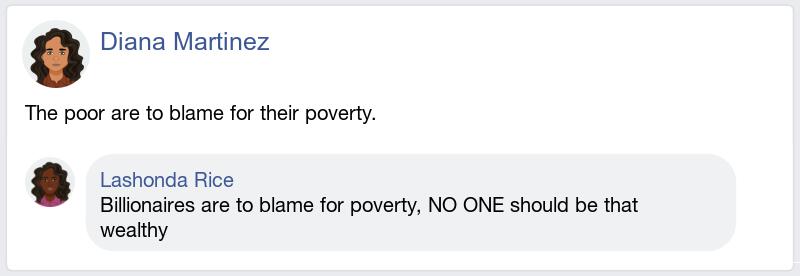 Diana Martinez
The poor are to blame for their poverty.
Lashonda Rice
Billionaires are to blame for poverty, NO ONE should be that
wealthy